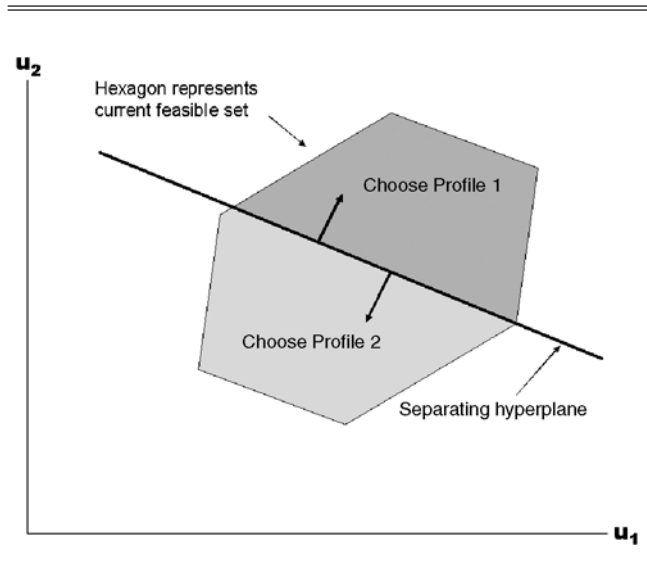 u2
Hexagon represents
current feasible set
Choose Profile 1
Choose Profile 2
Separating hyperplane
u1